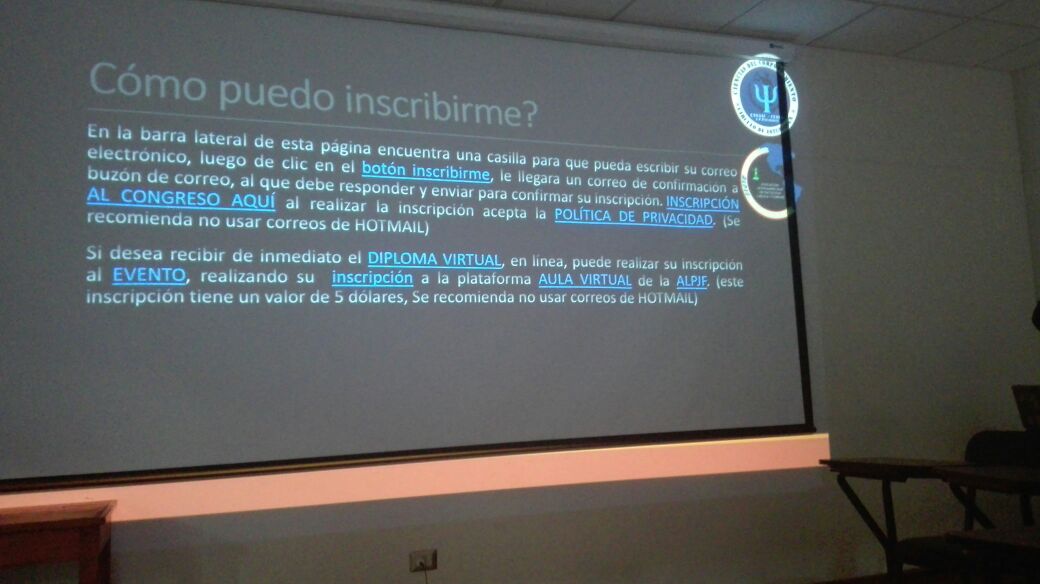 Cómo puedo inscribirme?
En la barra lateral de esta página encuentra una casilla para que pueda escribir su correo
electrónico, luego de clic en el botón inscribirme, le llegara un correo de confirmación a
buzón de correo, al que debe responder y enviar para confirmar su inscripción. INSCRIPCIÓN
AL CONGRESO AQUÍ al realizar la inscripción acepta la POLÍTICA DE PRIVACIDAD. (Se
recomienda no usar correos de HOTMAIL)
Si desea recibir de inmediato el DIPLOMA VIRTUAL, en línea, puede realizar su inscripción
al EVENTO, realizando su inscripción a la plataforma AULA VIRTUAL de la ALPJF. (este
inscripción tiene un valor de 5 dólares, Se recomienda no usar correos de HOTMAIL)